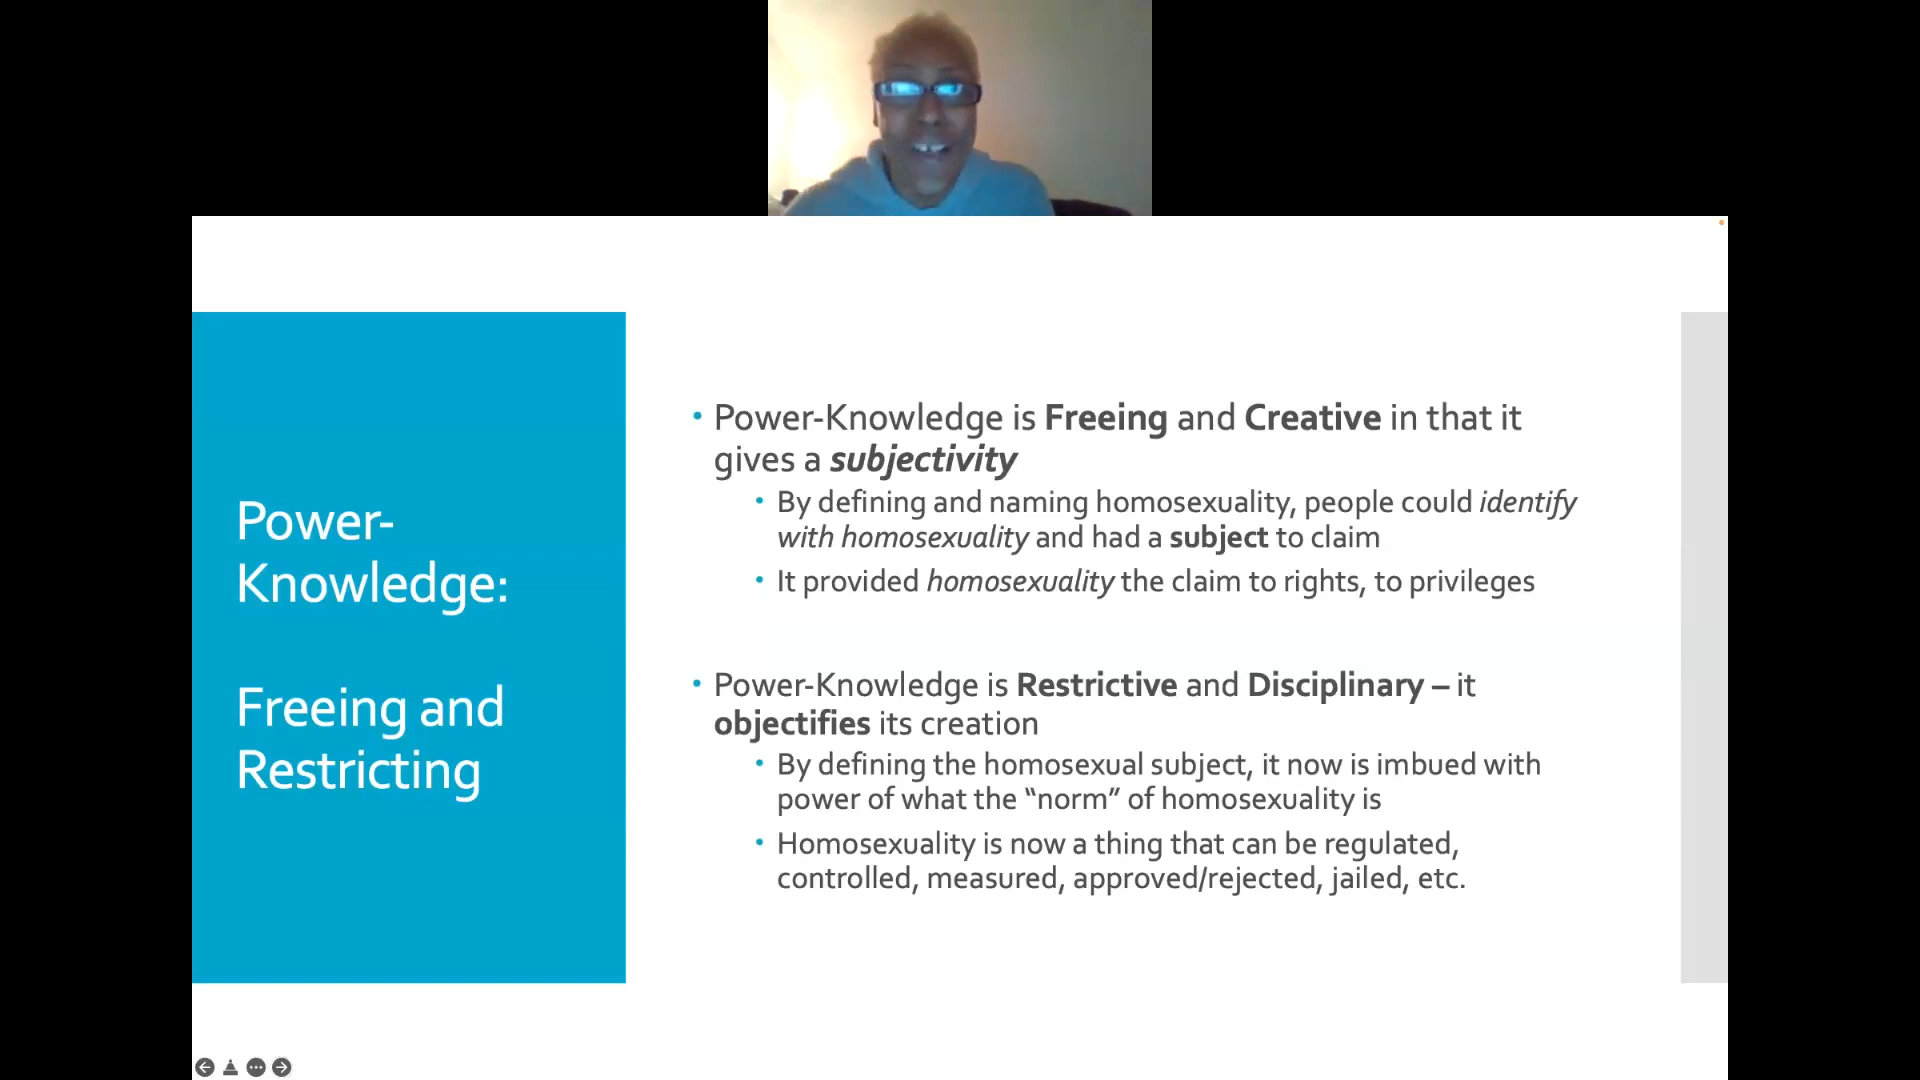 Power-
Knowledge:
Freeing and
Restricting
• Power-Knowledge is Freeing and Creative in that it
gives a subjectivity
• By defining and naming homosexuality, people could identify
with homosexuality and had a subject to claim
• It provided homosexuality the claim to rights, to privileges
• Power-Knowledge is Restrictive and Disciplinary – it
objectifies its creation
• By defining the homosexual subject, it now is imbued with
power of what the “norm” of homosexuality is
• Homosexuality is now a thing that can be regulated,
controlled, measured, approved/rejected, jailed, etc.